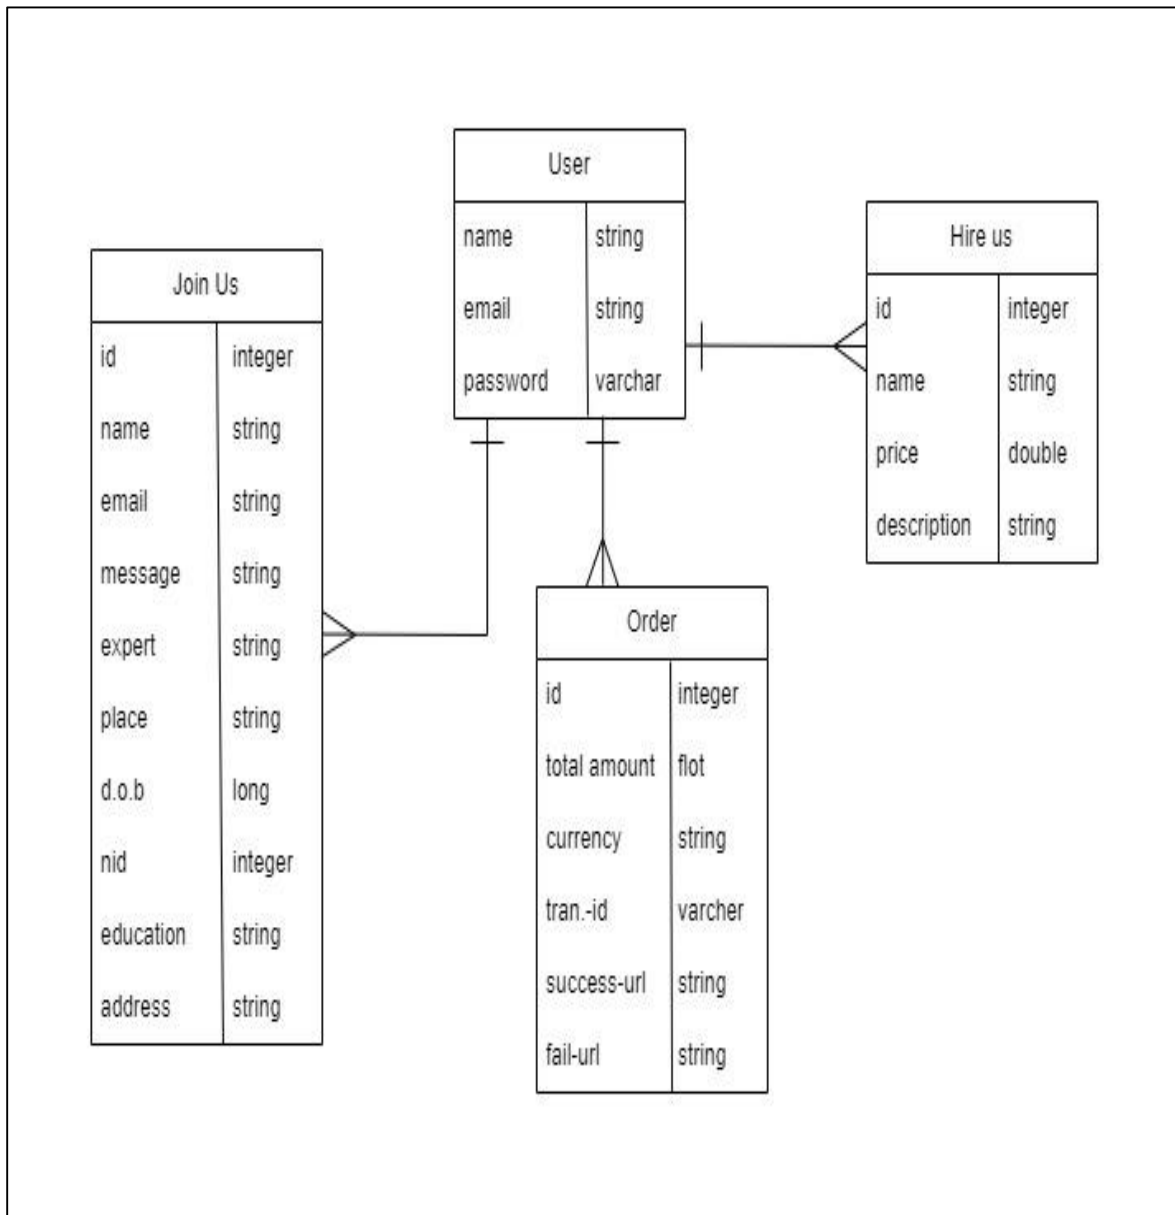 User
name string
email string
password varchar
Hire us
id integer
name string
price double
description string
Join Us
id integer
name string
email string
message string
expert string
place string
d.o.b long
nid integer
education string
address string
Order
id integer
total amount flot
currency string
tran.-id varcher
success-url string
fail-url string